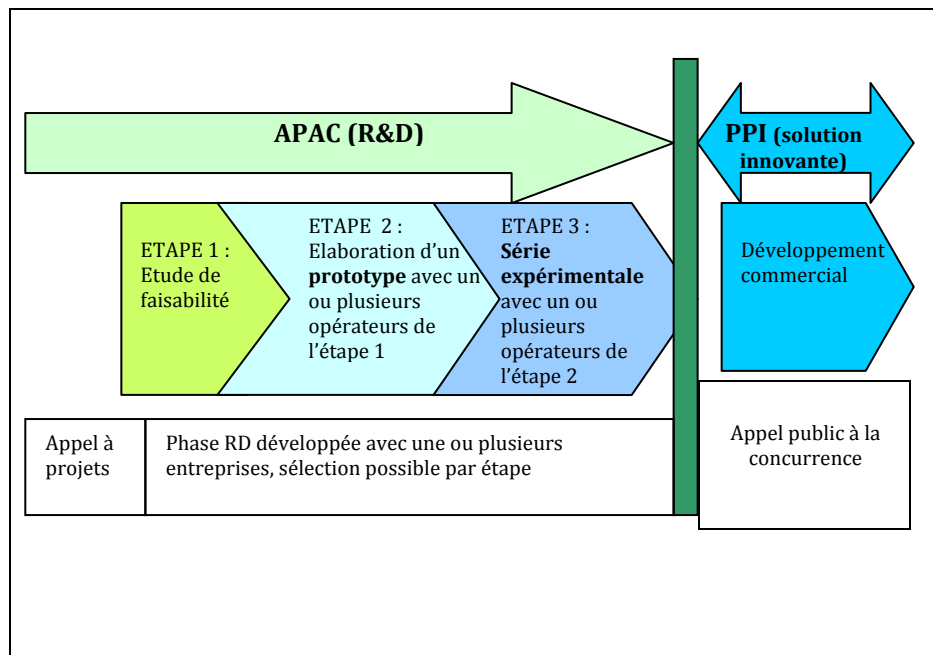 APAC (R&D)
PPI (solution
innovante)
ETAPE 1 :
Etude de
faisabilité
ETAPE 2 :
Elaboration d'un
prototype avec un
ou plusieurs
opérateurs de
l'étape 1
ETAPE 3 :
Série
expérimentale
avec un ou
plusieurs
opérateurs de
l'étape 2
Développement
commercial
Appel à
projets
Phase RD développée avec une ou plusieurs
entreprises, sélection possible par étape
Appel public à la
concurrence